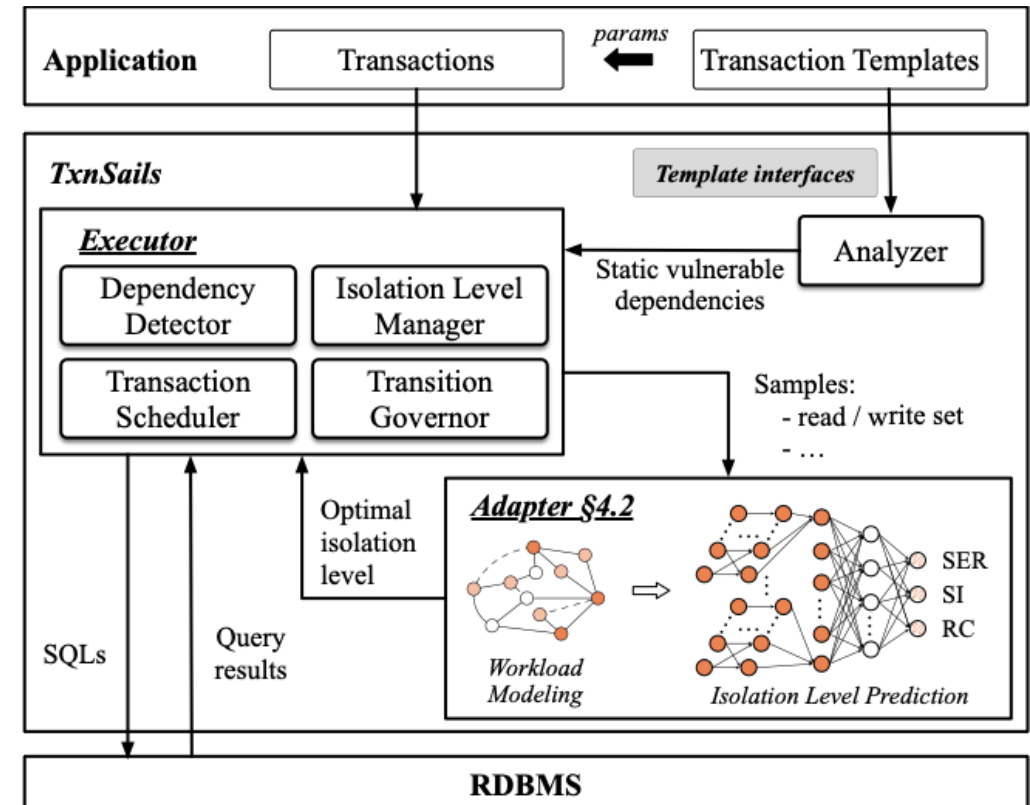 params
Application
Transactions
Transaction Templates
TxnSails
Template interfaces
Executor
Analyzer
Static vulnerable
dependencies
Dependency
Detector
Isolation Level
Manager
Transaction
Scheduler
Transition
Governor
Samples:
- read / write set
- ...
Optimal
isolation
level
Adapter §4.2
SER
SI
RC
Workload
Modeling
Isolation Level Prediction
SQLs
Query
results
RDBMS